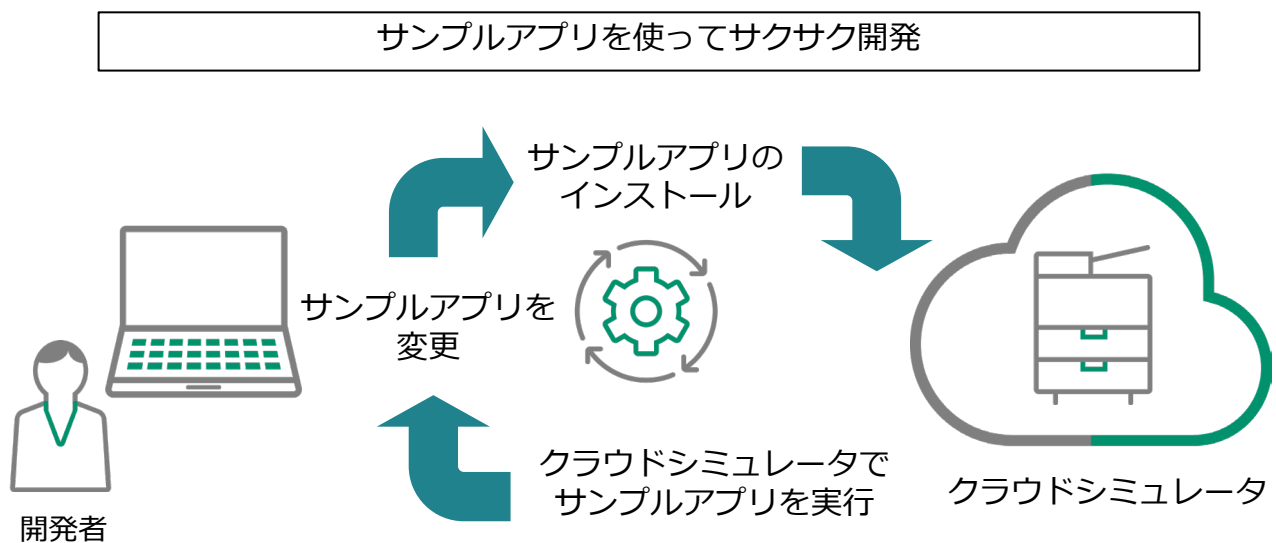 サンプルアプリを使ってサクサク開発
サンプルアプリの
インストール
サンプルアプリを
変更
クラウドシミュレータで
サンプルアプリを実行
クラウドシミュレータ
開発者